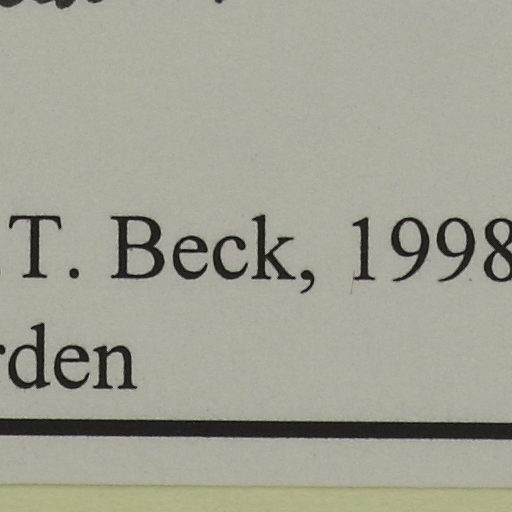 T. Beck, 1998
rden